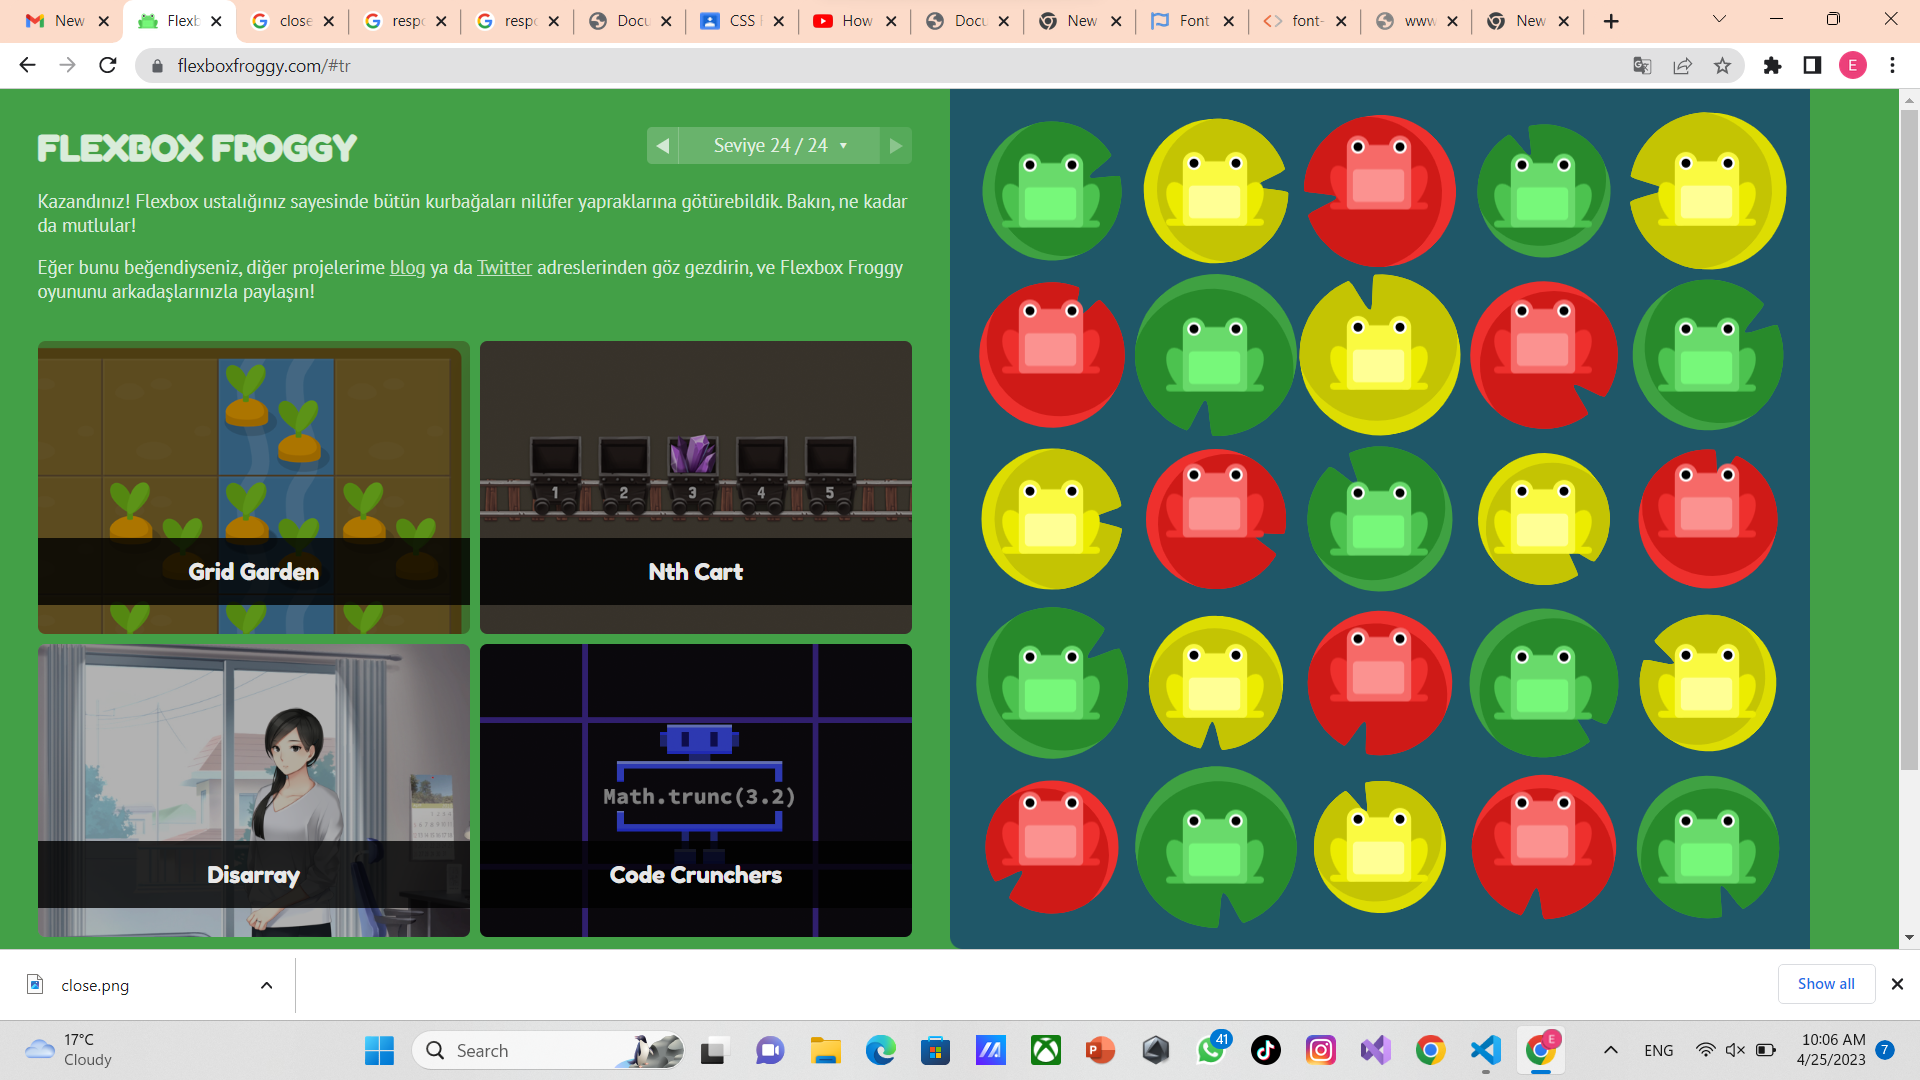 New
Flexb
close
respo
respo
Docu
CSS
How
Docu
New
Font
font-
www
New
flexboxfroggy.com/#tr
E
FLEXBOX FROGGY
Seviye 24 / 24
Kazandınız! Flexbox ustalığınız sayesinde bütün kurbağaları nilüfer yapraklarına götürebildik. Bakın, ne kadar
da mutlular!
Eğer bunu beğendiyseniz, diğer projelerime blog ya da Twitter adreslerinden göz gezdirin, ve Flexbox Froggy
oyununu arkadaşlarınızla paylaşın!
1 2 3 4 5
Grid Garden
Nth Cart
Math.trunc(3.2)
Disarray
Code Crunchers
close.png
Show all
17°C
Cloudy
Search
41
E
ENG
10:06 AM
4/25/2023
7